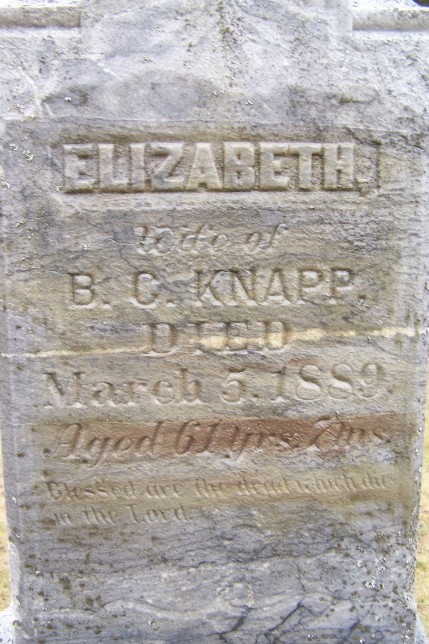 ELIZABETH,
Wife of
B. C. KNAPP,
DIED
March 5, 1889.
Aged 61 yrs. 7 ms.
Blessed are the dead which die
in the Lord